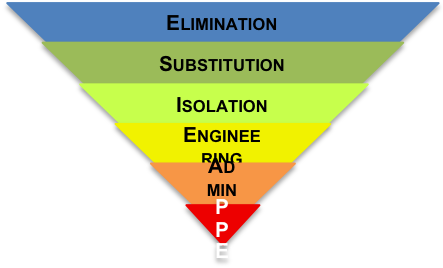 ELIMINATION
SUBSTITUTION
ISOLATION
ENGINEE
RING
AD
MIN
P
P
E